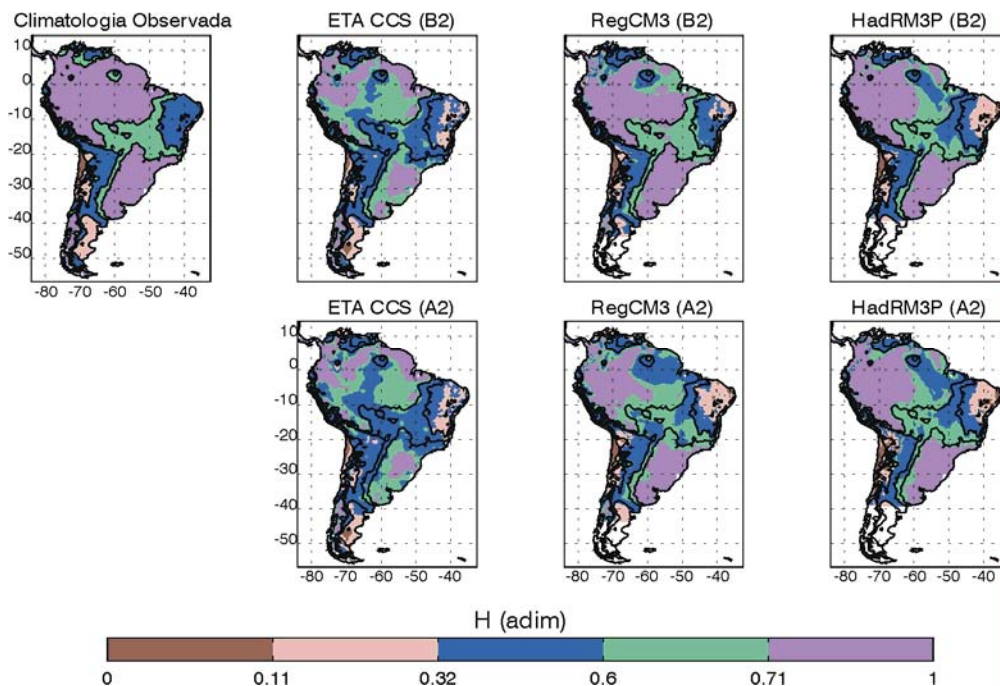 Climatologia Observada ETA CCS (B2) RegCM3 (B2) HadRM3P (B2)
10
0
-10
-20
-30
-40
-50
-80 -70 -60 -50 -40
ETA CCS (A2) RegCM3 (A2) HadRM3P (A2)
10
0
-10
-20
-30
-40
-50
-80 -70 -60 -50 -40 -80 -70 -60 -50 -40 -80 -70 -60 -50 -40
H (adim)
0 0.11 0.32 0.6 0.71 1